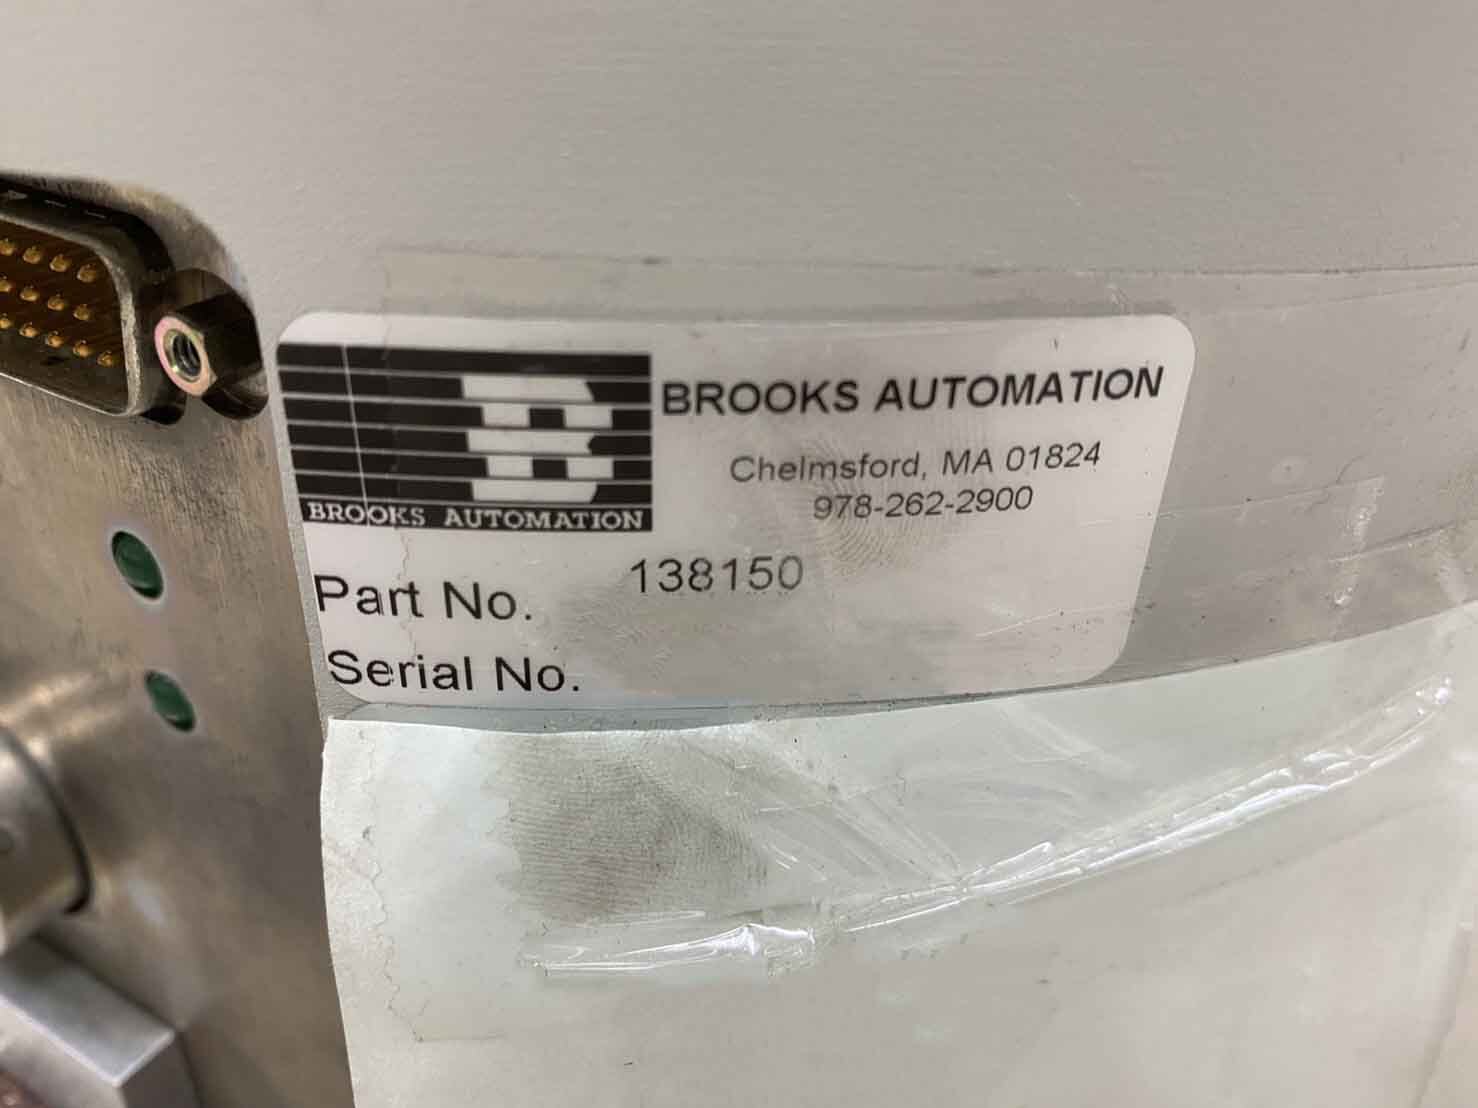 BROOKS AUTOMATION
BROOKS AUTOMATION
Chelmsford, MA 01824
978-262-2900
Part No. 138150
Serial No.